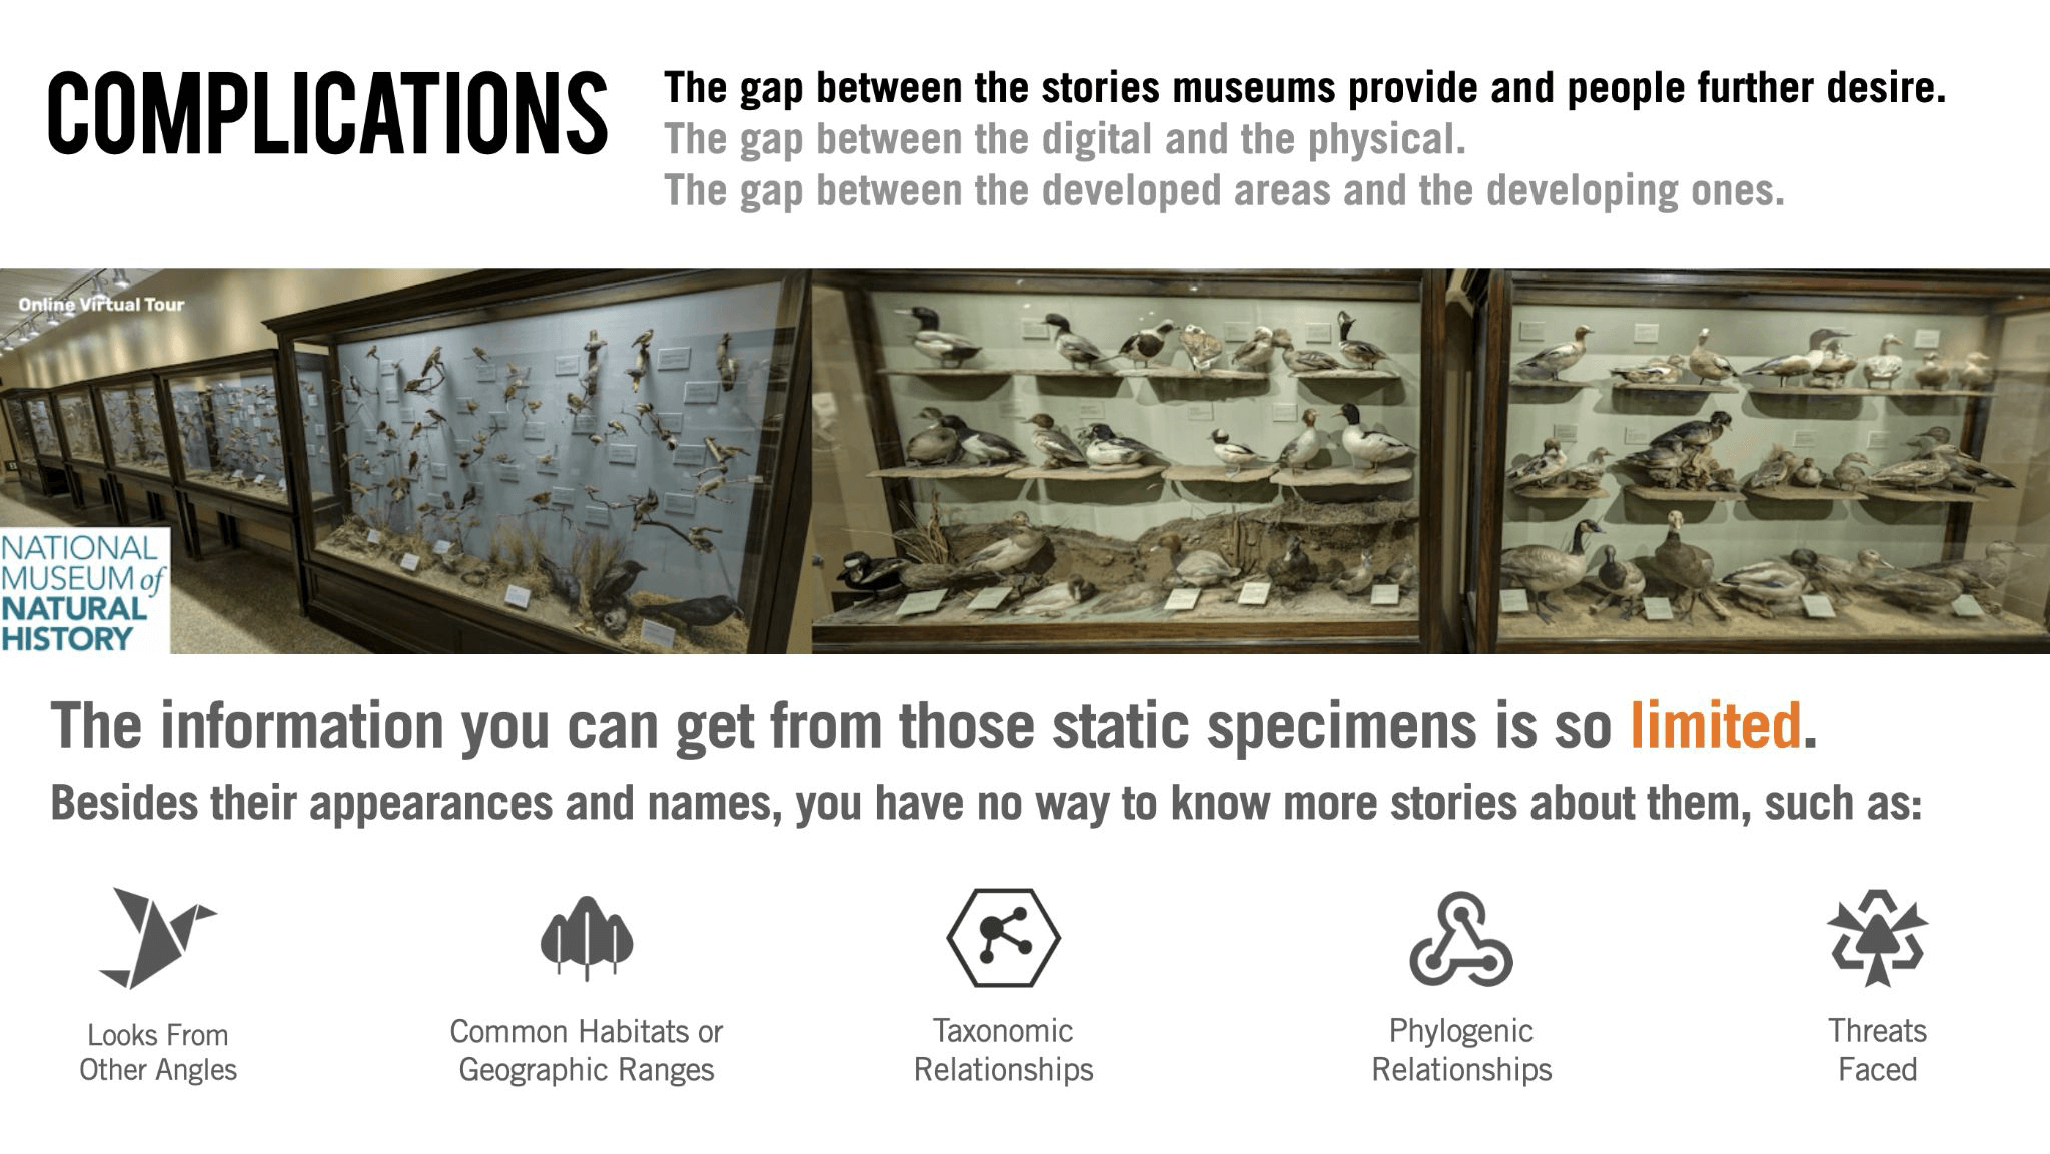 COMPLICATIONS
The gap between the stories museums provide and people further desire.
The gap between the digital and the physical.
The gap between the developed areas and the developing ones.
Online Virtual Tour
NATIONAL
MUSEUM of
NATURAL
HISTORY
The information you can get from those static specimens is so limited.
Besides their appearances and names, you have no way to know more stories about them, such as:
Looks From
Other Angles
Common Habitats or
Geographic Ranges
Taxonomic
Relationships
Phylogenic
Relationships
Threats
Faced